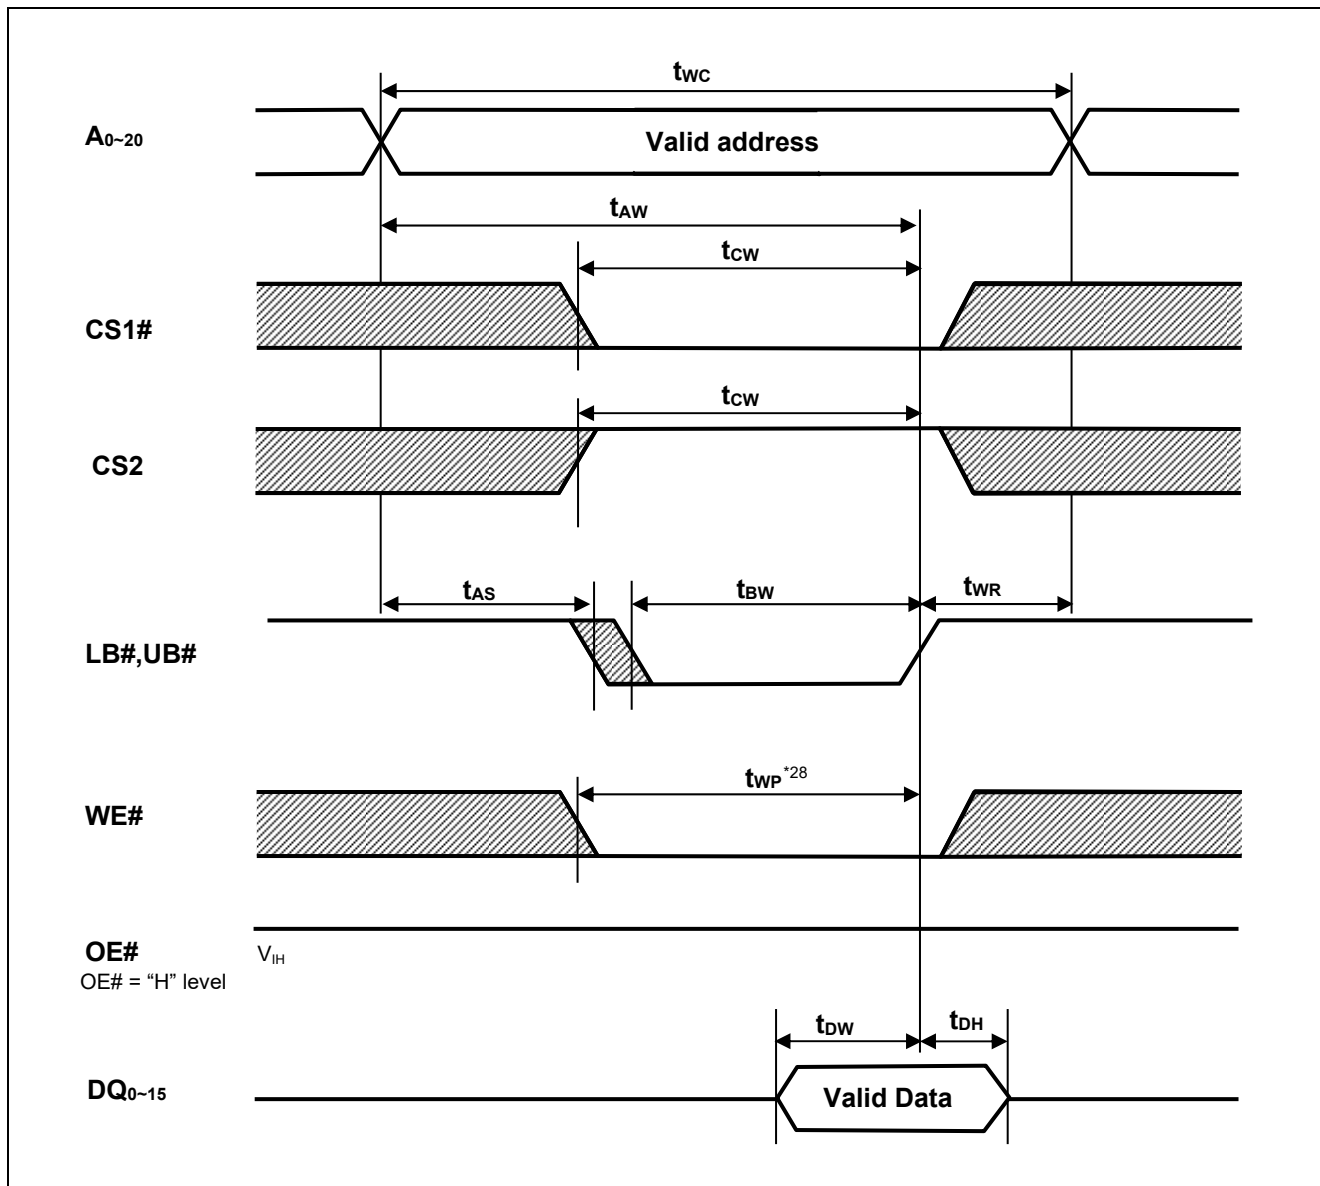 tWC
A0~20
Valid address
tAW
tCW
CS1#
tCW
CS2
tAS
tBW
tWR
LB#,UB#
tWP*28
WE#
OE#
VIH
OE# = “H” level
tDW
tDH
DQ0~15
Valid Data